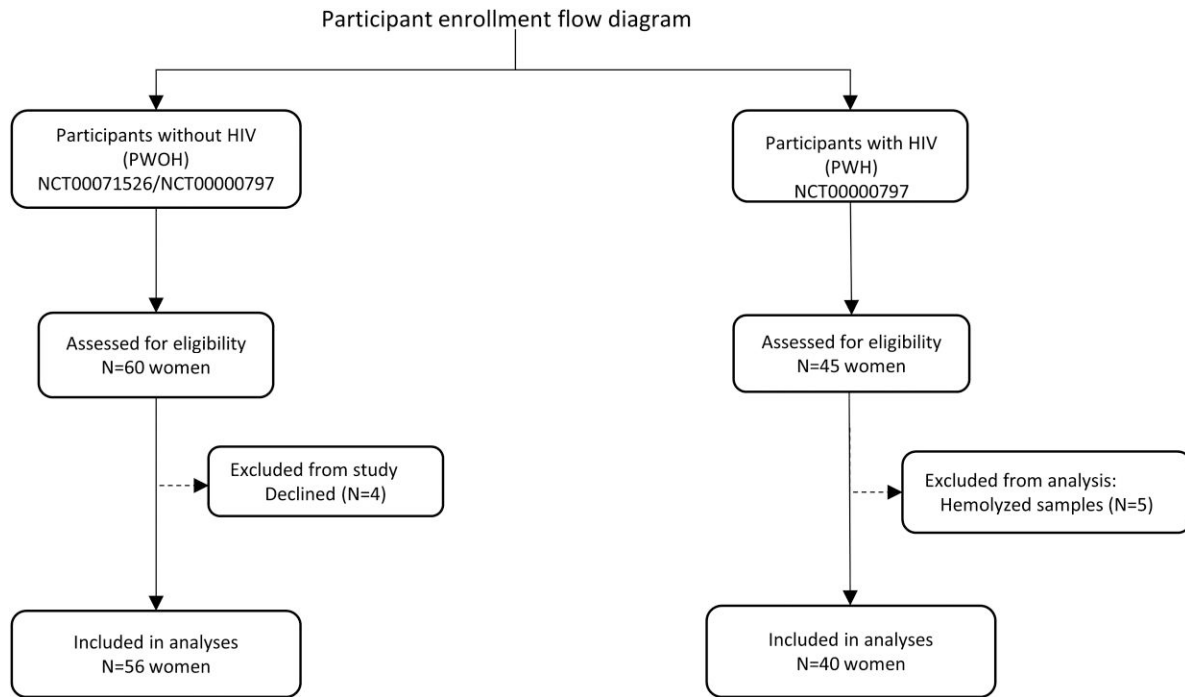 Participant enrollment flow diagram
Participants without HIV
(PWOH)
NCT00071526/NCT00000797
Participants with HIV
(PWH)
NCT00000797
Assessed for eligibility
N=60 women
Assessed for eligibility
N=45 women
Excluded from study
Declined (N=4)
Excluded from analysis:
Hemolyzed samples (N=5)
Included in analyses
N=56 women
Included in analyses
N=40 women